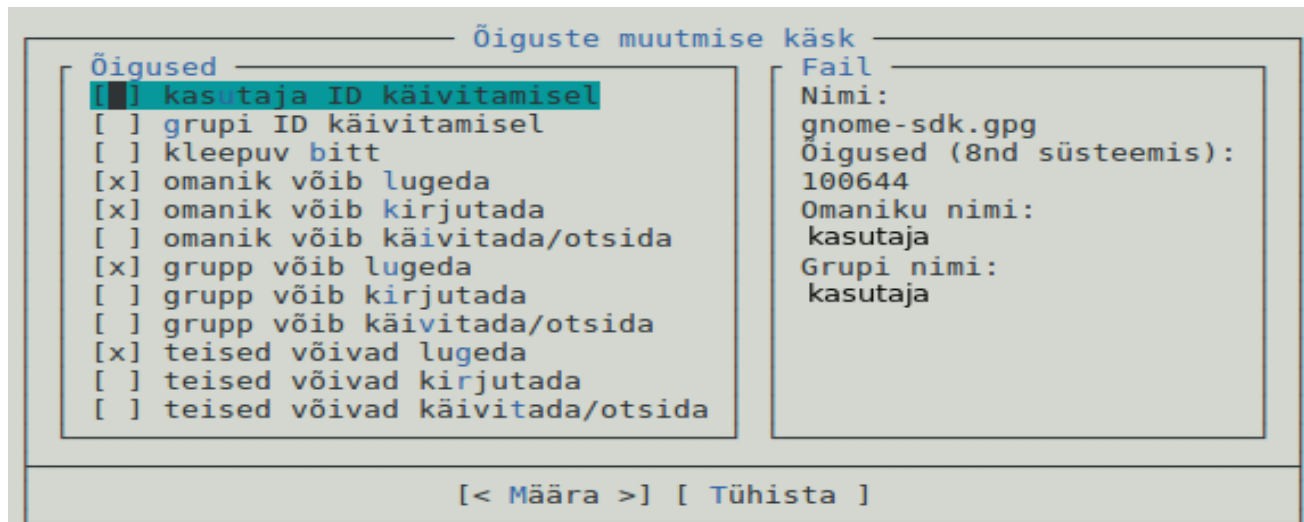 Õiguste muutmise käsk
Õigused
[ ] kasutaja ID käivitamisel
[ ] grupi ID käivitamisel
[ ] kleepuv bitt
[x] omanik võib lugeda
[x] omanik võib kirjutada
[ ] omanik võib käivitada/otsida
[x] grupp võib lugeda
[ ] grupp võib kirjutada
[ ] grupp võib käivitada/otsida
[x] teised võivad lugeda
[ ] teised võivad kirjutada
[ ] teised võivad käivitada/otsida
Fail
Nimi:
gnome-sdk.gpg
Õigused (8nd süsteemis):
100644
Omaniku nimi:
kasutaja
Grupi nimi:
kasutaja
[< Määra >] [ Tühista ]